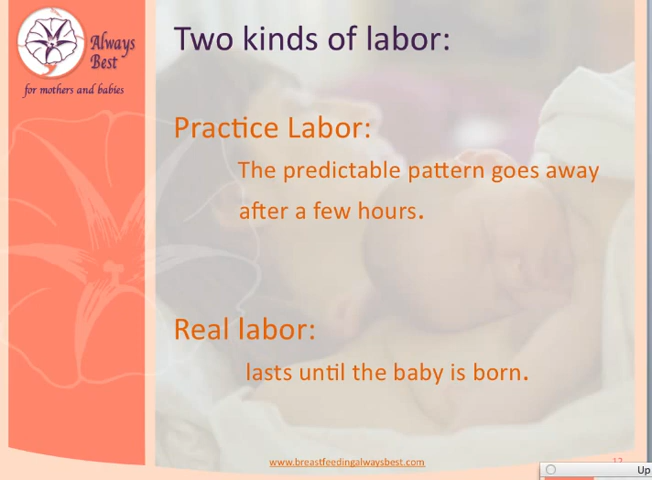 Always
Best
for mothers and babies
Two kinds of labor:
Practice Labor:
The predictable pattern goes away
after a few hours.
Real labor:
lasts until the baby is born.
www.breastfeedingalwaysbest.com
12
Up